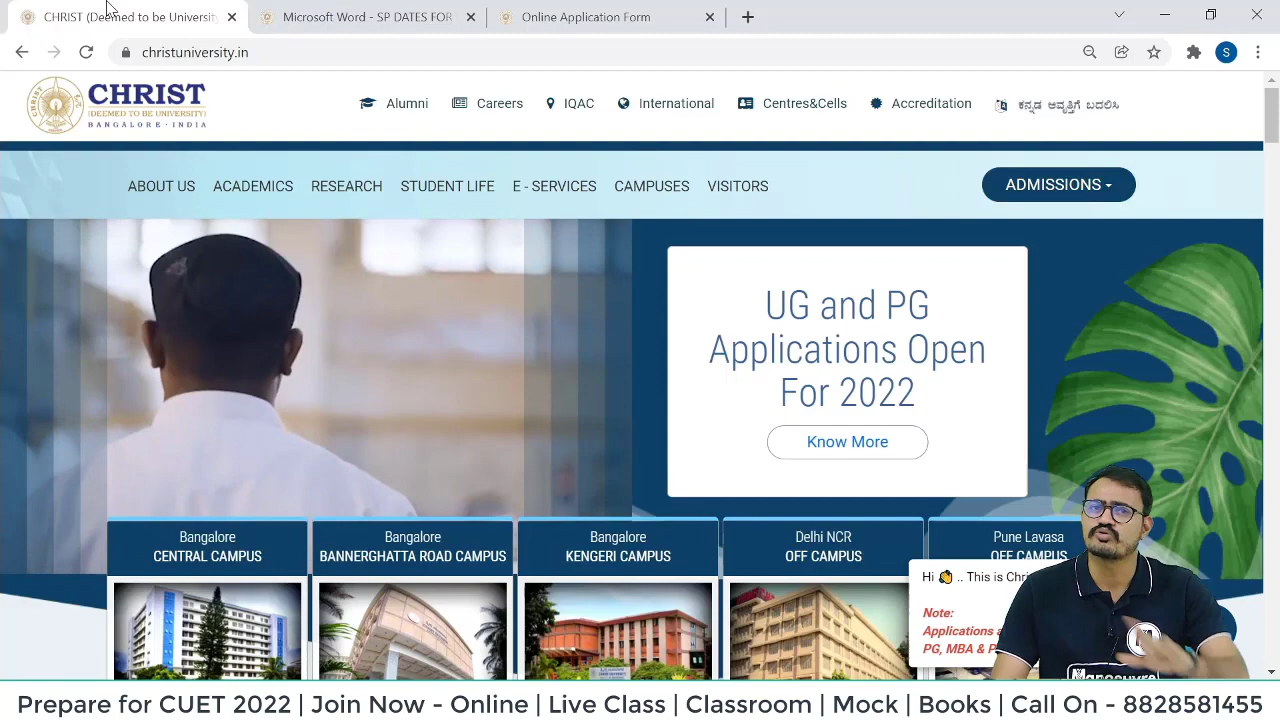 CHRIST (Deemed to be Universit
Microsoft Word - SP DATES FOR
Online Application Form
christuniversity.in
S
CHRIST
(DEEMED TO BE UNIVERSITY)
BANGALORE · INDIA
Alumni
Careers
IQAC
International
Centres&Cells
Accreditation
ಕನ್ನಡ ಆವೃತ್ತಿಗೆ ಬದಲಿಸಿ
ABOUT US
ACADEMICS
RESEARCH
STUDENT LIFE
E - SERVICES
CAMPUSES
VISITORS
ADMISSIONS
UG and PG
Applications Open
For 2022
Know More
Bangalore
CENTRAL CAMPUS
Bangalore
BANNERGHATTA ROAD CAMPUS
Bangalore
KENGERI CAMPUS
Delhi NCR
OFF CAMPUS
Pune Lavasa
OFF CAMPUS
Hi 👋 .. This is Chri
Note:
Applications a
PG, MBA & P
Manoeuvre
Prepare for CUET 2022 | Join Now - Online | Live Class | Classroom | Mock | Books | Call On - 8828581455